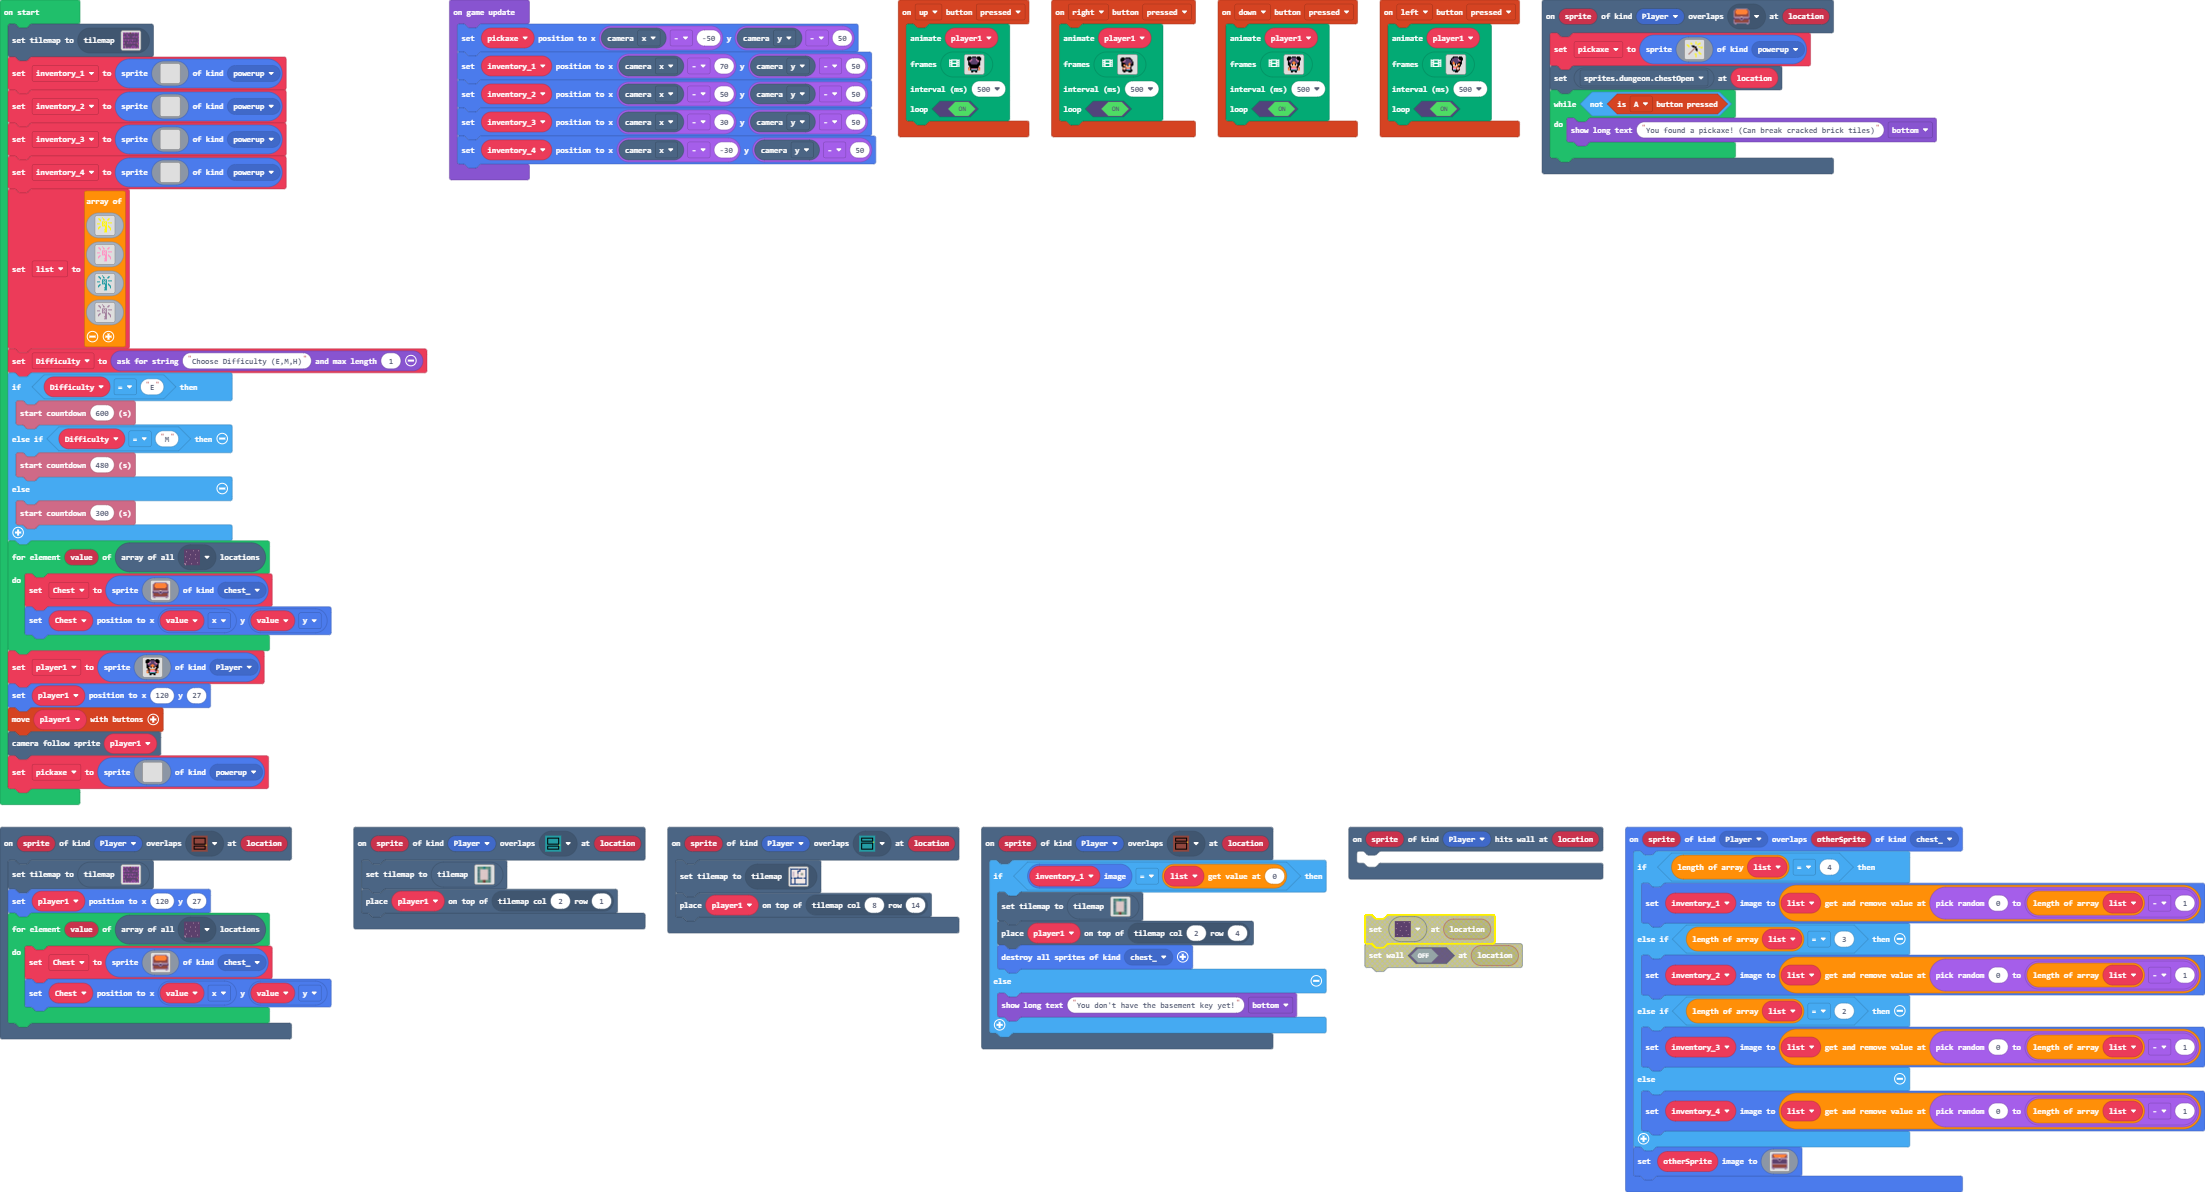 on start
set tilemap to tilemap
set inventory_1 to sprite of kind powerup
set inventory_2 to sprite of kind powerup
set inventory_3 to sprite of kind powerup
set inventory_4 to sprite of kind powerup
array of
set list to
set Difficulty to ask for string "Choose Difficulty (E,M,H)" and max length 1
if Difficulty = "E" then
start countdown 600 (s)
else if Difficulty = "M" then
start countdown 480 (s)
else
start countdown 300 (s)
for element value of array of all locations
do
set Chest to sprite of kind chest_
set Chest position to x value x y value y
set player1 to sprite of kind Player
set player1 position to x 120 y 27
move player1 with buttons
camera follow sprite player1
set pickaxe to sprite of kind powerup
on game update
set pickaxe position to x camera x - -50 y camera y - 50
set inventory_1 position to x camera x - 70 y camera y - 50
set inventory_2 position to x camera x - 50 y camera y - 50
set inventory_3 position to x camera x - 30 y camera y - 50
set inventory_4 position to x camera x - -30 y camera y - 50
on up button pressed
animate player1
frames
interval (ms) 500
loop ON
on right button pressed
animate player1
frames
interval (ms) 500
loop ON
on down button pressed
animate player1
frames
interval (ms) 500
loop ON
on left button pressed
animate player1
frames
interval (ms) 500
loop ON
on sprite of kind Player overlaps at location
set pickaxe to sprite of kind powerup
set sprites.dungeon.chestOpen at location
while not is A button pressed
do
show long text "You found a pickaxe! (Can break cracked brick tiles)" bottom
on sprite of kind Player overlaps at location
set tilemap to tilemap
set player1 position to x 120 y 27
for element value of array of all locations
do
set Chest to sprite of kind chest_
set Chest position to x value x y value y
on sprite of kind Player overlaps at location
set tilemap to tilemap
place player1 on top of tilemap col 2 row 1
on sprite of kind Player overlaps at location
set tilemap to tilemap
place player1 on top of tilemap col 8 row 14
on sprite of kind Player overlaps at location
if inventory_1 image = list get value at 0 then
set tilemap to tilemap
place player1 on top of tilemap col 2 row 4
destroy all sprites of kind chest_
else
show long text "You don't have the basement key yet!" bottom
on sprite of kind Player hits wall at location
set at location
set wall OFF at location
on sprite of kind Player overlaps otherSprite of kind chest_
if length of array list = 4 then
set inventory_1 image to list get and remove value at pick random 0 to length of array list - 1
else if length of array list = 3 then
set inventory_2 image to list get and remove value at pick random 0 to length of array list - 1
else if length of array list = 2 then
set inventory_3 image to list get and remove value at pick random 0 to length of array list - 1
else
set inventory_4 image to list get and remove value at pick random 0 to length of array list - 1
set otherSprite image to